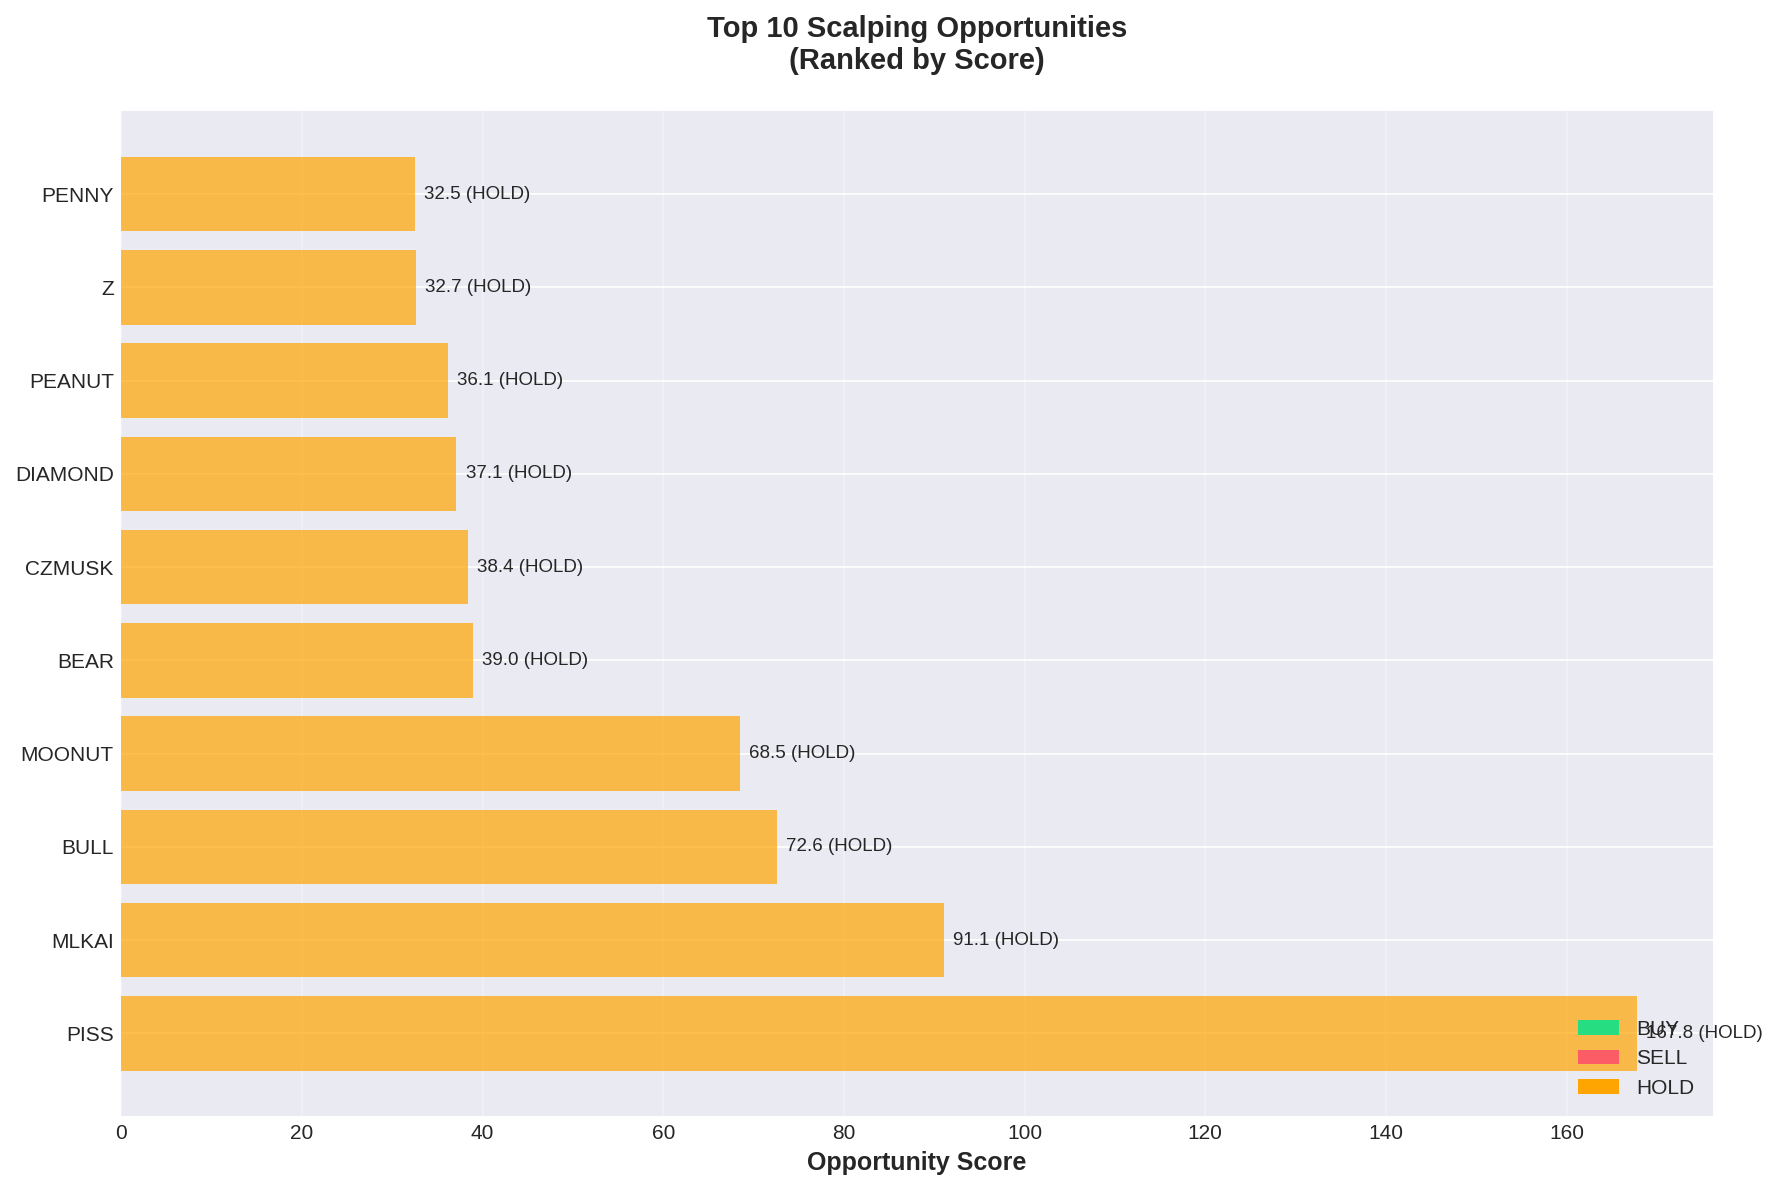 Top 10 Scalping Opportunities
(Ranked by Score)
PENNY
32.5 (HOLD)
Z
32.7 (HOLD)
PEANUT
36.1 (HOLD)
DIAMOND
37.1 (HOLD)
CZMUSK
38.4 (HOLD)
BEAR
39.0 (HOLD)
MOONUT
68.5 (HOLD)
BULL
72.6 (HOLD)
MLKAI
91.1 (HOLD)
PISS
167.8 (HOLD)
BUY
SELL
HOLD
0 20 40 60 80 100 120 140 160
Opportunity Score